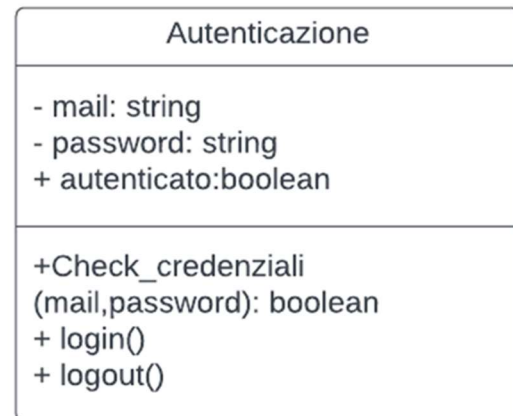 Autenticazione
- mail: string
- password: string
+ autenticato:boolean
+Check_credenziali
(mail,password): boolean
+ login()
+ logout()